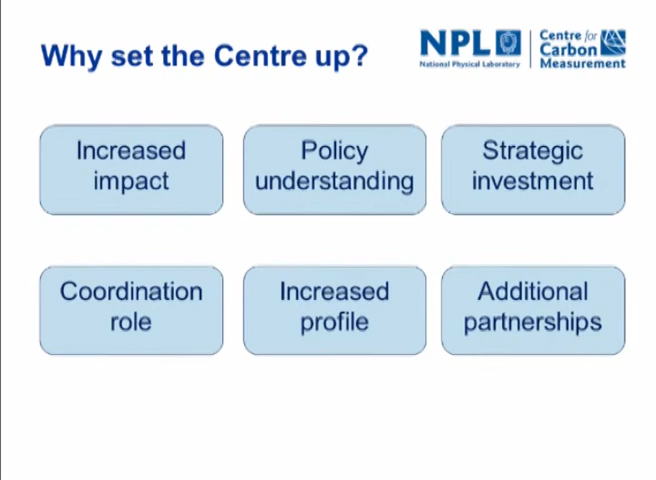 Why set the Centre up?
NPL
National Physical Laboratory
Centre for
Carbon
Measurement
Increased
impact
Policy
understanding
Strategic
investment
Coordination
role
Increased
profile
Additional
partnerships